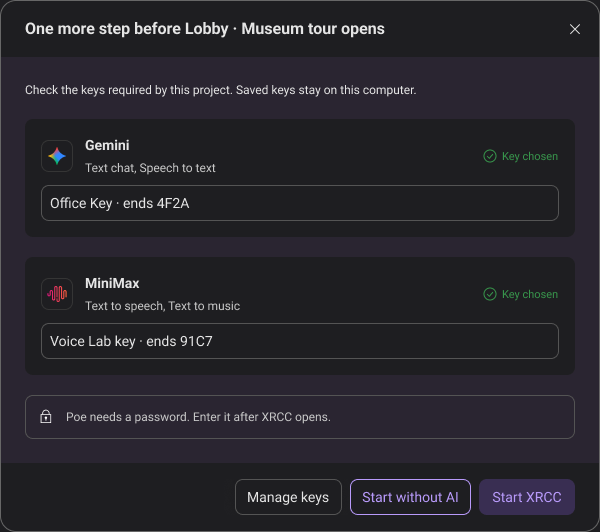 One more step before Lobby · Museum tour opens
Check the keys required by this project. Saved keys stay on this computer.
Gemini
Text chat, Speech to text
Key chosen
Office Key · ends 4F2A
MiniMax
Text to speech, Text to music
Key chosen
Voice Lab key · ends 91C7
Poe needs a password. Enter it after XRCC opens.
Manage keys
Start without AI
Start XRCC